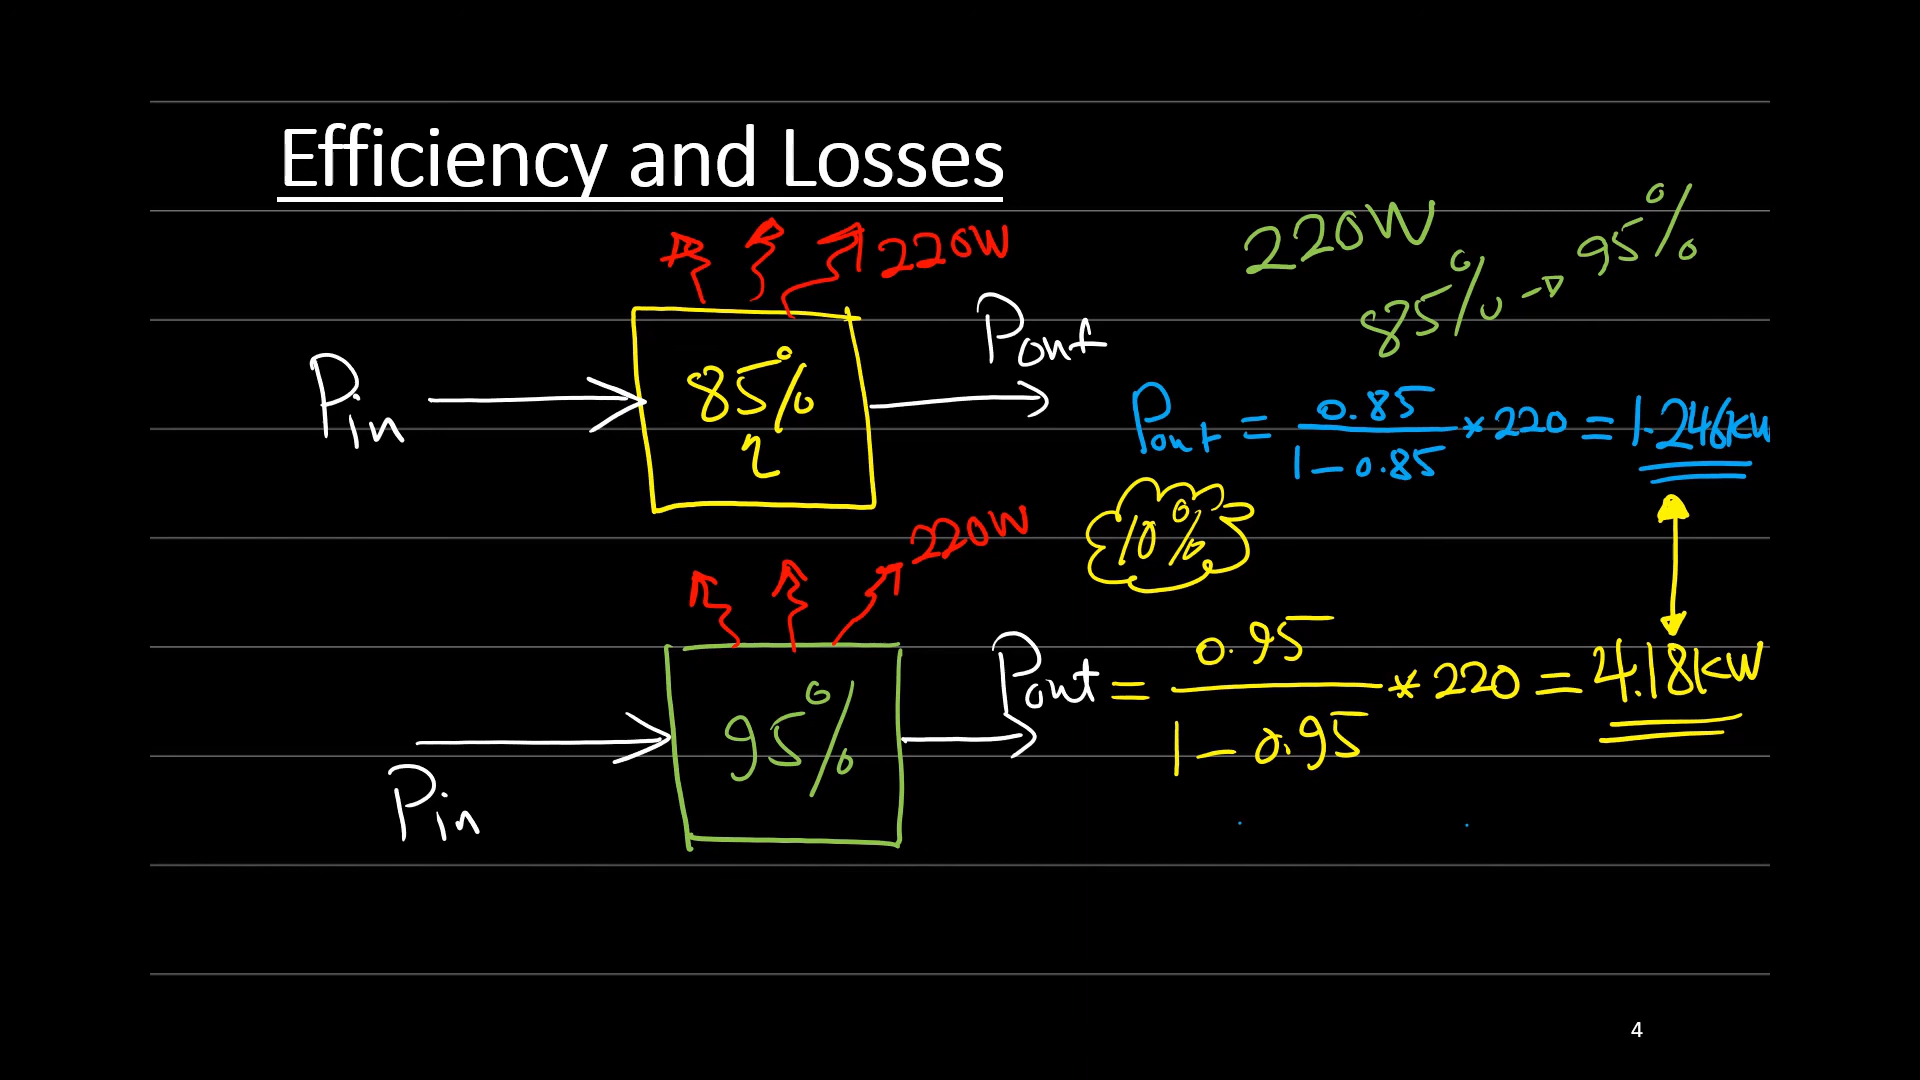 Efficiency and Losses
220W
220W
85% → 95%
Pin
85%
η
Pout
Pout = 0.85 / 1-0.85 * 220 = 1.246kW
10%
220W
95%
Pin
Pout = 0.95 / 1-0.95 * 220 = 4.18kW
4